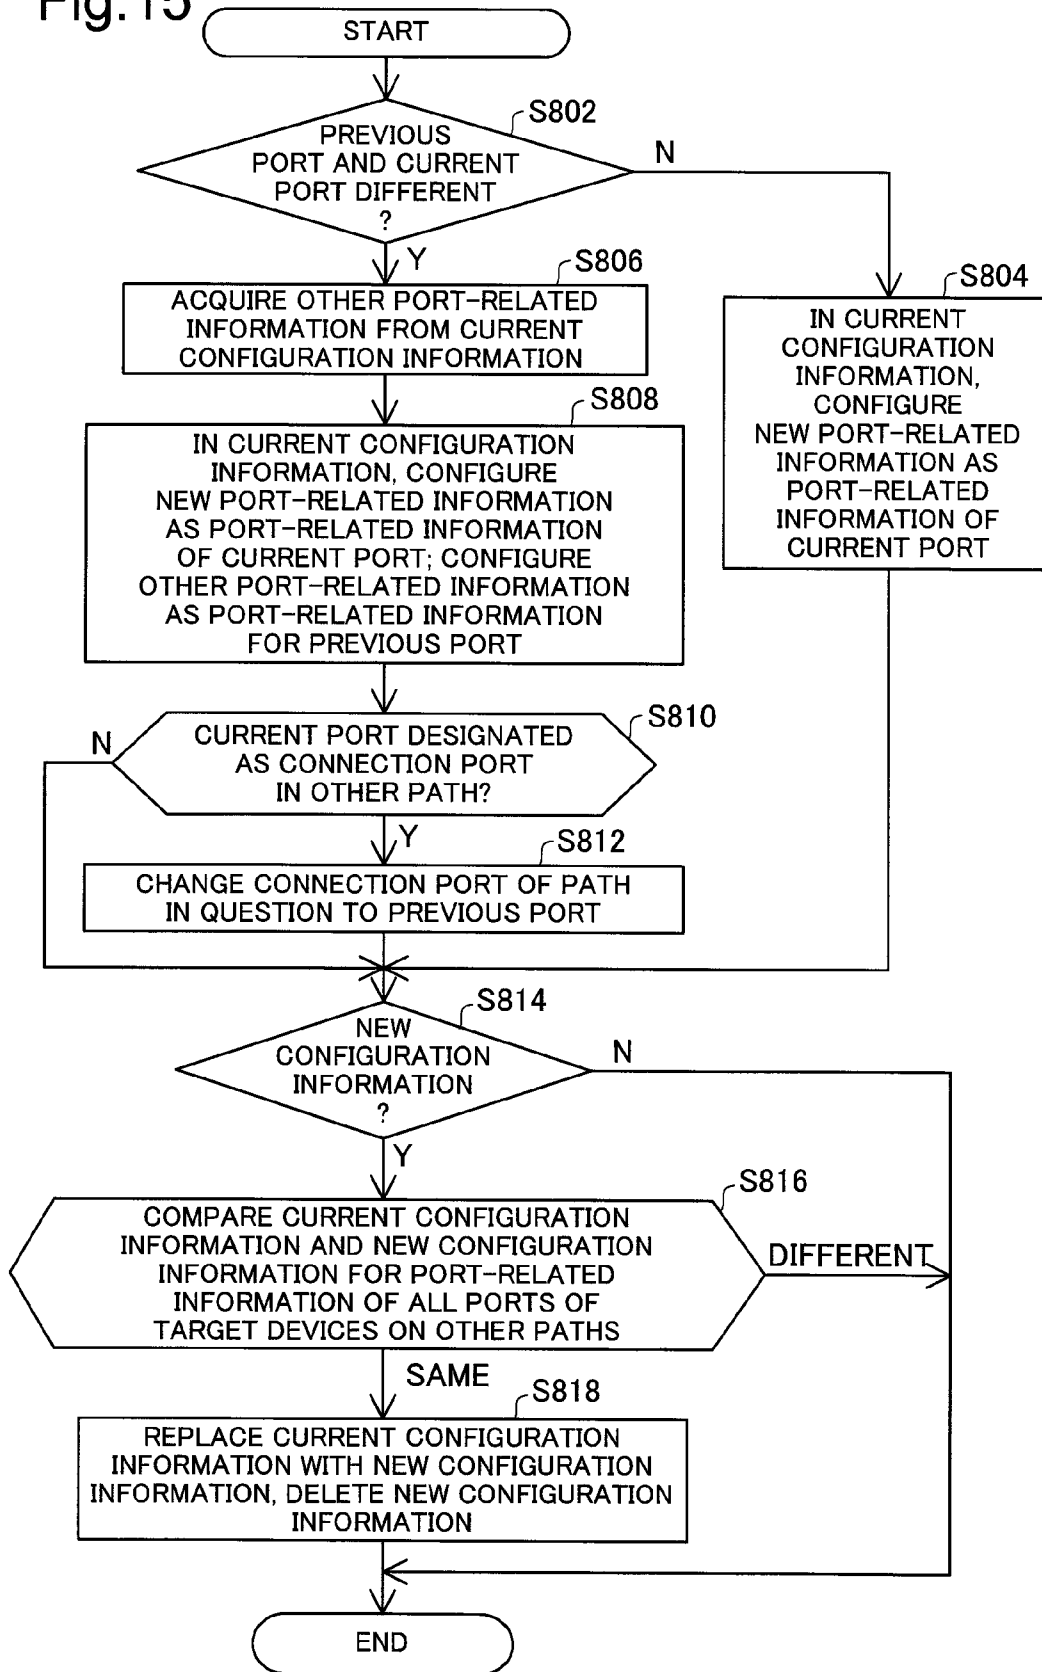 Fig.15
START
S802
PREVIOUS
PORT AND CURRENT
PORT DIFFERENT
?
N
Y
S806
ACQUIRE OTHER PORT-RELATED
INFORMATION FROM CURRENT
CONFIGURATION INFORMATION
S804
IN CURRENT
CONFIGURATION
INFORMATION,
CONFIGURE
NEW PORT-RELATED
INFORMATION AS
PORT-RELATED
INFORMATION OF
CURRENT PORT
S808
IN CURRENT CONFIGURATION
INFORMATION, CONFIGURE
NEW PORT-RELATED INFORMATION
AS PORT-RELATED INFORMATION
OF CURRENT PORT; CONFIGURE
OTHER PORT-RELATED INFORMATION
AS PORT-RELATED INFORMATION
FOR PREVIOUS PORT
S810
N
CURRENT PORT DESIGNATED
AS CONNECTION PORT
IN OTHER PATH?
Y
S812
CHANGE CONNECTION PORT OF PATH
IN QUESTION TO PREVIOUS PORT
S814
NEW
CONFIGURATION
INFORMATION
?
N
Y
S816
COMPARE CURRENT CONFIGURATION
INFORMATION AND NEW CONFIGURATION
INFORMATION FOR PORT-RELATED
INFORMATION OF ALL PORTS OF
TARGET DEVICES ON OTHER PATHS
DIFFERENT
SAME
S818
REPLACE CURRENT CONFIGURATION
INFORMATION WITH NEW CONFIGURATION
INFORMATION, DELETE NEW CONFIGURATION
INFORMATION
END